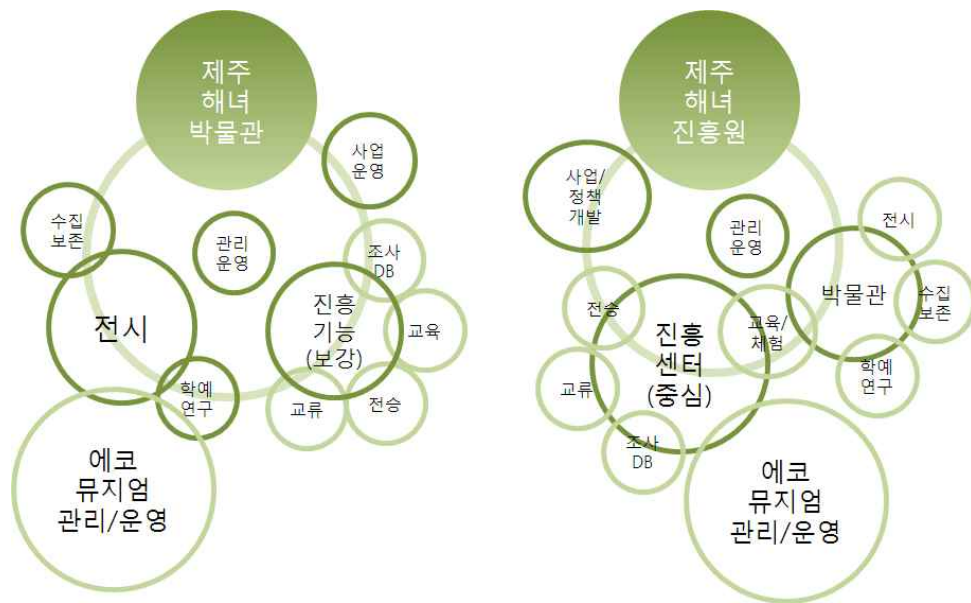 제주
해녀
박물관
사업
운영
수집
보존
관리
운영
조사
DB
전시
진흥
기능
(보강)
교육
학예
연구
교류
전승
에코
뮤지엄
관리/운영
제주
해녀
진흥원
사업/
정책
개발
전시
관리
운영
박물관
수집
보존
전승
진흥
센터
(중심)
교육/
체험
학예
연구
교류
조사
DB
에코
뮤지엄
관리/운영